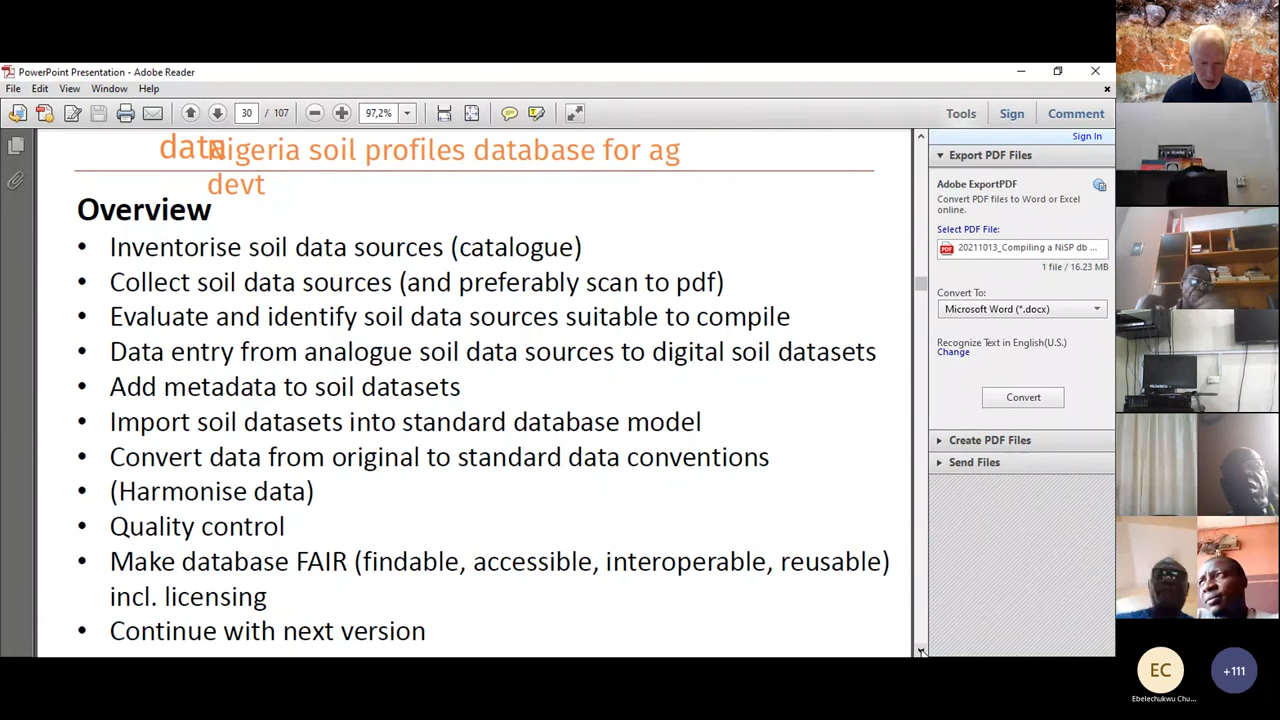 PowerPoint Presentation - Adobe Reader
File Edit View Window Help
30 / 107
97,2%
Tools Sign Comment
data
Nigeria soil profiles database for ag
devt
Overview
• Inventorise soil data sources (catalogue)
• Collect soil data sources (and preferably scan to pdf)
• Evaluate and identify soil data sources suitable to compile
• Data entry from analogue soil data sources to digital soil datasets
• Add metadata to soil datasets
• Import soil datasets into standard database model
• Convert data from original to standard data conventions
• (Harmonise data)
• Quality control
• Make database FAIR (findable, accessible, interoperable, reusable)
incl. licensing
• Continue with next version
Sign In
Export PDF Files
Adobe ExportPDF
Convert PDF files to Word or Excel
online.
Select PDF File:
20211013_Compiling a NiSP db ...
1 file / 16.23 MB
Convert To:
Microsoft Word (*.docx)
Recognize Text in English(U.S.)
Change
Convert
Create PDF Files
Send Files
EC
Ebelechukwu Chu...
+111